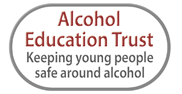 Alcohol
Education Trust
Keeping young people
safe around alcohol